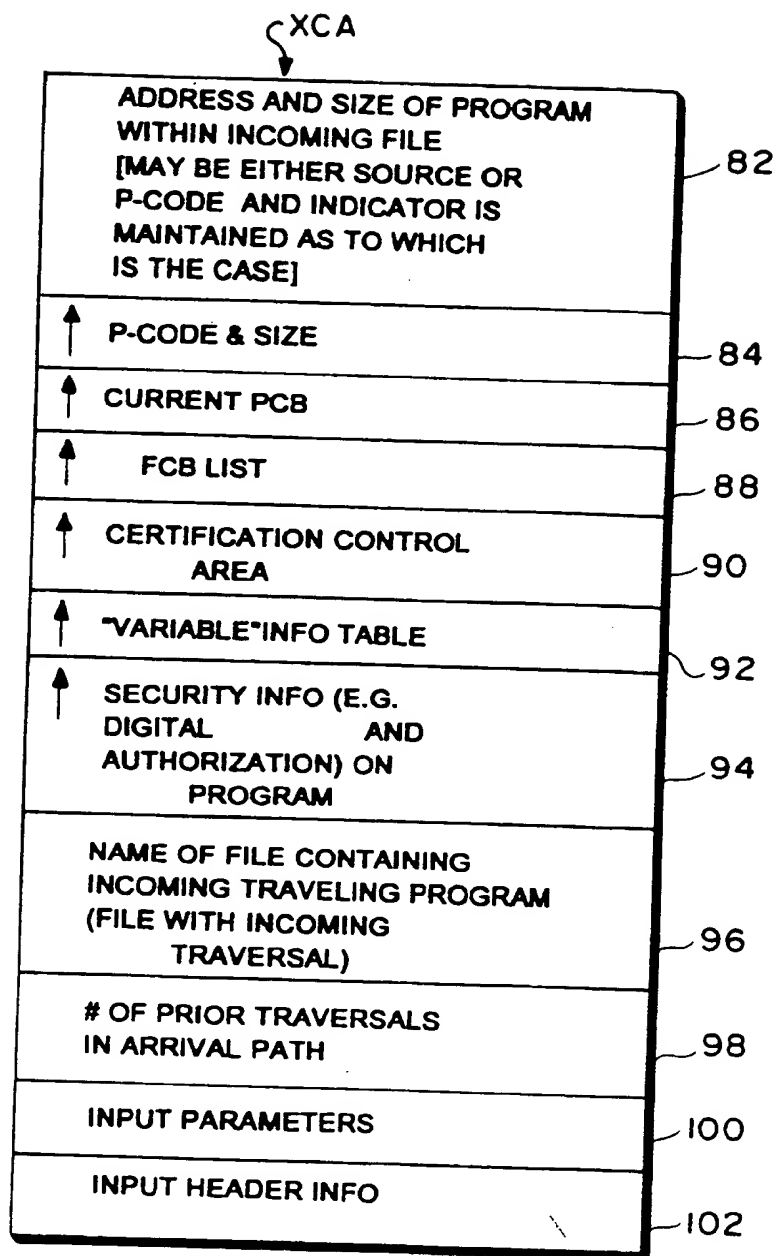 XCA
ADDRESS AND SIZE OF PROGRAM
WITHIN INCOMING FILE
[MAY BE EITHER SOURCE OR
P-CODE AND INDICATOR IS
MAINTAINED AS TO WHICH
IS THE CASE]
82
P-CODE & SIZE
84
CURRENT PCB
86
FCB LIST
88
CERTIFICATION CONTROL
AREA
90
"VARIABLE"INFO TABLE
92
SECURITY INFO (E.G.
DIGITAL AND
AUTHORIZATION) ON
PROGRAM
94
NAME OF FILE CONTAINING
INCOMING TRAVELING PROGRAM
(FILE WITH INCOMING
TRAVERSAL)
96
# OF PRIOR TRAVERSALS
IN ARRIVAL PATH
98
INPUT PARAMETERS
100
INPUT HEADER INFO
102